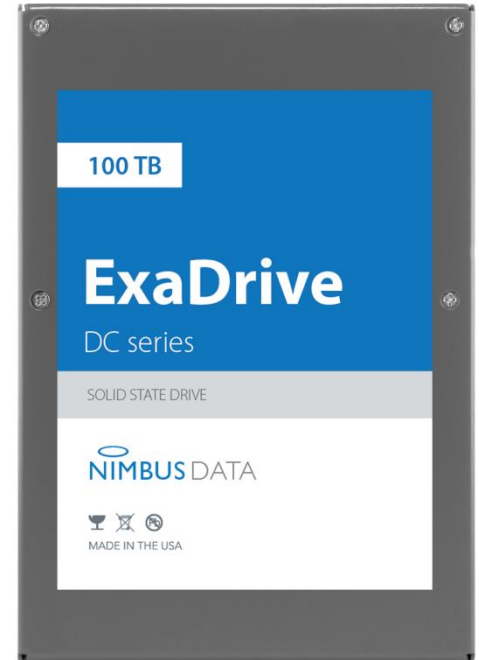 100 TB
ExaDrive
DC series
SOLID STATE DRIVE
NIMBUS DATA
MADE IN THE USA